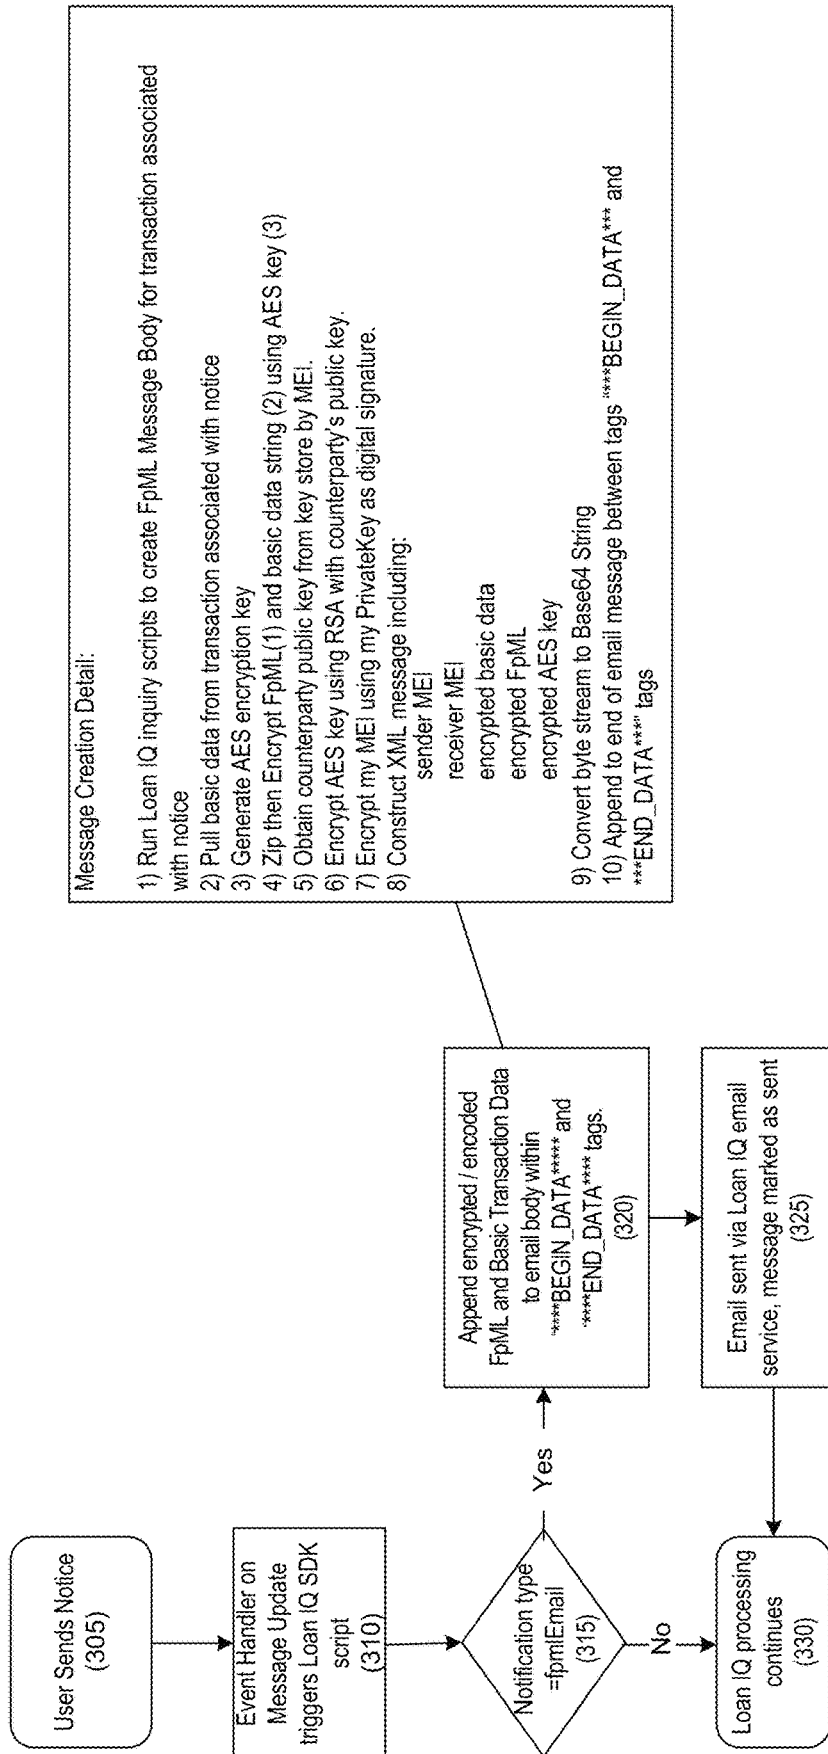 User Sends Notice
(305)
Event Handler on
Message Update
triggers Loan IQ SDK
script
(310)
Notification type
=fpmlEmail
(315)
Yes
No
Append encrypted / encoded
FpML and Basic Transaction Data
to email body within
"****BEGIN_DATA***** and
"****END_DATA**** tags.
(320)
Email sent via Loan IQ email
service, message marked as sent
(325)
Loan IQ processing
continues
(330)
Message Creation Detail:
1) Run Loan IQ inquiry scripts to create FpML Message Body for transaction associated
with notice
2) Pull basic data from transaction associated with notice
3) Generate AES encryption key
4) Zip then Encrypt FpML(1) and basic data string (2) using AES key (3)
5) Obtain counterparty public key from key store by MEI.
6) Encrypt AES key using RSA with counterparty's public key.
7) Encrypt my MEI using my PrivateKey as digital signature.
8) Construct XML message including:
sender MEI
receiver MEI
encrypted basic data
encrypted FpML
encrypted AES key
9) Convert byte stream to Base64 String
10) Append to end of email message between tags "****BEGIN_DATA*** and
***END_DATA***" tags